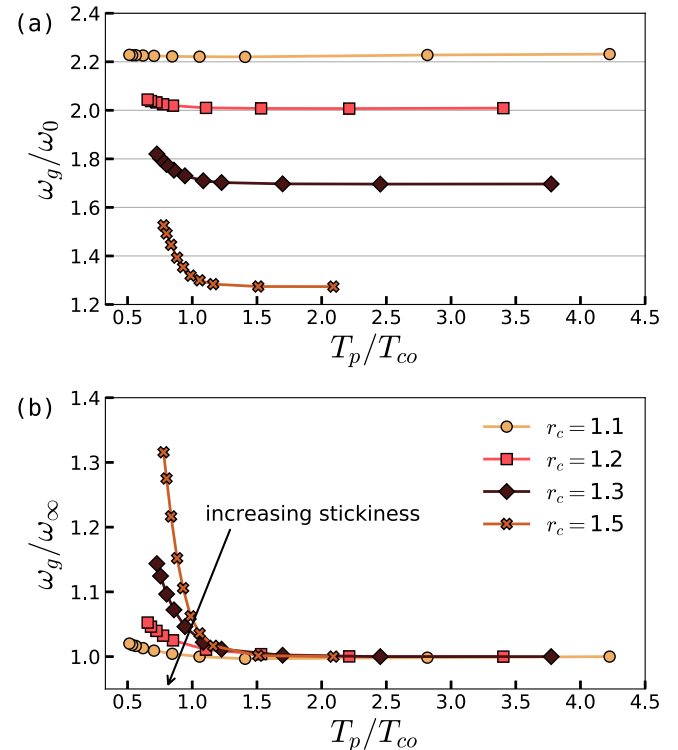 (a)
2.2
2.0
1.8
1.6
1.4
1.2
ω_g/ω_0
0.5 1.0 1.5 2.0 2.5 3.0 3.5 4.0 4.5
T_p/T_{co}
(b)
1.4
1.3
1.2
1.1
1.0
ω_g/ω_∞
r_c = 1.1
r_c = 1.2
r_c = 1.3
r_c = 1.5
increasing stickiness
0.5 1.0 1.5 2.0 2.5 3.0 3.5 4.0 4.5
T_p/T_{co}